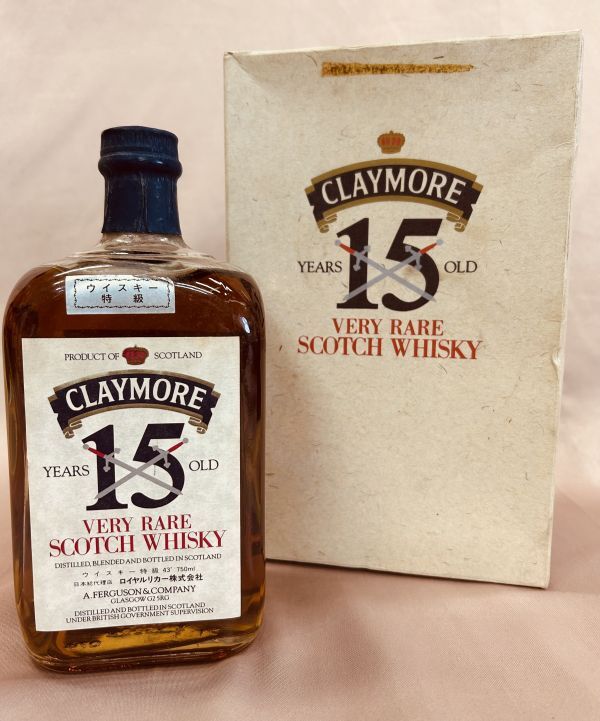 ウイスキー
特級
PRODUCT OF SCOTLAND
CLAYMORE
15
YEARS OLD
VERY RARE
SCOTCH WHISKY
DISTILLED, BLENDED AND BOTTLED IN SCOTLAND
ウイスキー特級 43° 750ml
日本総代理店 ロイヤルリカー株式会社
A. FERGUSON & COMPANY
GLASGOW G2 5RG
DISTILLED AND BOTTLED IN SCOTLAND
UNDER BRITISH GOVERNMENT SUPERVISION
CLAYMORE
15
YEARS OLD
VERY RARE
SCOTCH WHISKY